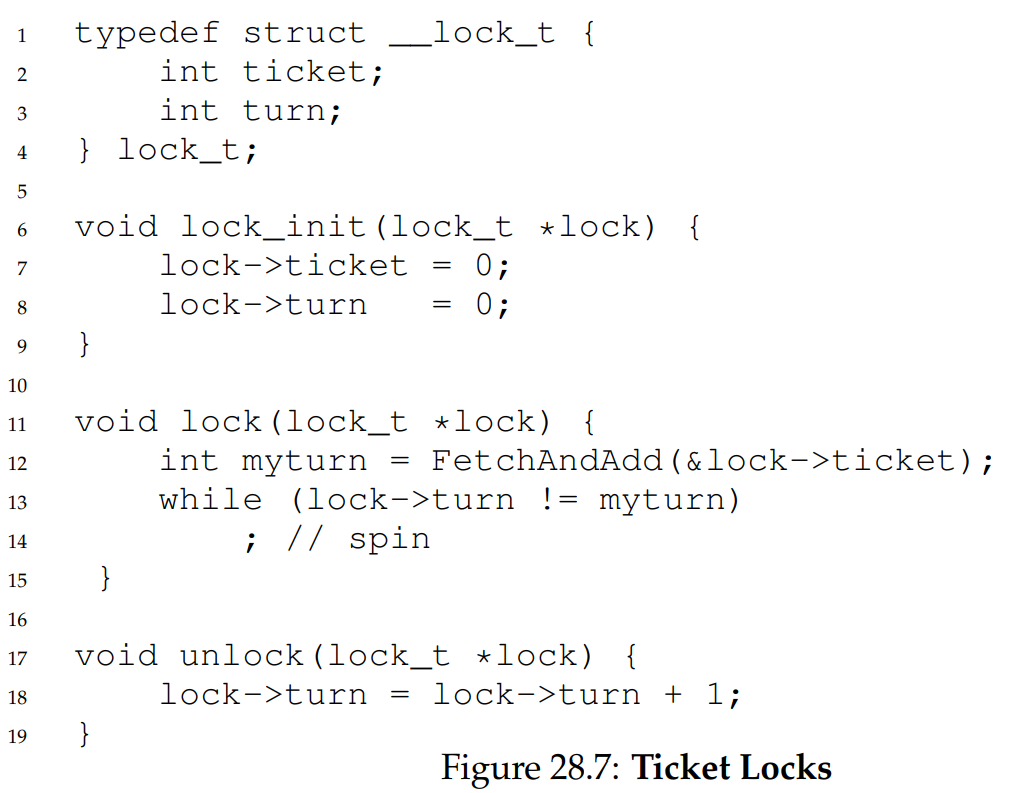 1 typedef struct __lock_t {
2     int ticket;
3     int turn;
4 } lock_t;
5
6 void lock_init(lock_t *lock) {
7     lock->ticket = 0;
8     lock->turn   = 0;
9 }
10
11 void lock(lock_t *lock) {
12     int myturn = FetchAndAdd(&lock->ticket);
13     while (lock->turn != myturn)
14         ; // spin
15  }
16
17 void unlock(lock_t *lock) {
18     lock->turn = lock->turn + 1;
19 }
Figure 28.7: Ticket Locks